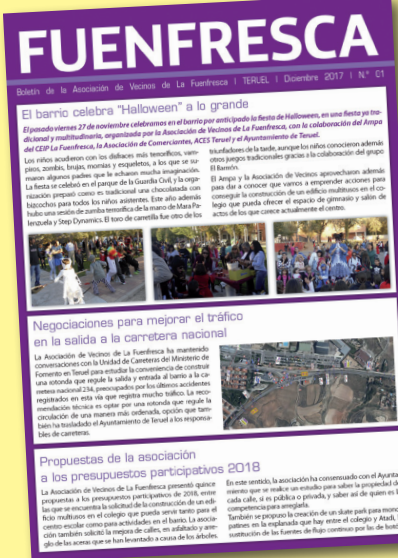 FUENFRESCA
Boletín de la Asociación de Vecinos de La Fuenfresca | TERUEL | Diciembre 2017 | N.º 01
El barrio celebra "Halloween" a lo grande
El pasado viernes 27 de noviembre celebramos en el barrio por anticipado la fiesta de Halloween, en una fiesta ya tra-
dicional y multitudinaria, organizada por la Asociación de Vecinos de La Fuenfresca, con la colaboración del Ampa
del CEIP La Fuenfresca, la Asociación de Comerciantes, ACES Teruel y el Ayuntamiento de Teruel.
Los niños acudieron con los disfraces más terroríficos, vam-
piros, zombis, brujas, momias y esqueletos, a los que se su-
maron algunos padres que le echaron mucha imaginación.
La fiesta se celebró en el parque de la Guardia Civil, y la orga-
nización preparó como es tradicional una chocolatada con
bizcochos para todos los niños asistentes. Este año además
hubo una sesión de zumba terrorífica de la mano de Mara Pa-
lenzuela y Step Dynamics. El toro de carretilla fue otro de los
triunfadores de la tarde, aunque los niños conocieron además
otros juegos tradicionales gracias a la colaboración del grupo
El Barrón.
El Ampa y la Asociación de Vecinos aprovecharon además
para dar a conocer que vamos a emprender acciones para
conseguir la construcción de un edificio multiusos en el co-
legio que pueda ofrecer el espacio de gimnasio y salón de
actos de los que carece actualmente el centro.
Negociaciones para mejorar el tráfico
en la salida a la carretera nacional
La Asociación de Vecinos de La Fuenfresca ha mantenido
conversaciones con la Unidad de Carreteras del Ministerio de
Fomento en Teruel para estudiar la conveniencia de construir
una rotonda que regule la salida y entrada al barrio a la ca-
rretera nacional 234, preocupados por los últimos accidentes
registrados en esta vía que registra mucho tráfico. La reco-
mendación técnica es optar por una rotonda que regule la
circulación de una manera más ordenada, opción que tam-
bién ha trasladado el Ayuntamiento de Teruel a los responsa-
bles de carreteras.
Propuestas de la asociación
a los presupuestos participativos 2018
La Asociación de Vecinos de La Fuenfresca presentó quince
propuestas a los presupuestos participativos de 2018, entre
las que se encuentra la solicitud de la construcción de un edi-
ficio multiusos en el colegio que pueda servir tanto para el
centro escolar como para actividades en el barrio. La asocia-
ción también solicitó la mejora de calles, en asfaltado y arre-
glo de las aceras que se han levantado a causa de los árboles.
En este sentido, la asociación ha consensuado con el Ayunta-
miento que se realice un estudio para saber la propiedad de
cada calle, si es pública o privada, y saber así de quien es la
competencia para arreglarla.
También se propuso la creación de un skate park para mono-
patines en la explanada que hay entre el colegio y Atadi, l
sustitución de las fuentes de flujo continuo por las de botó